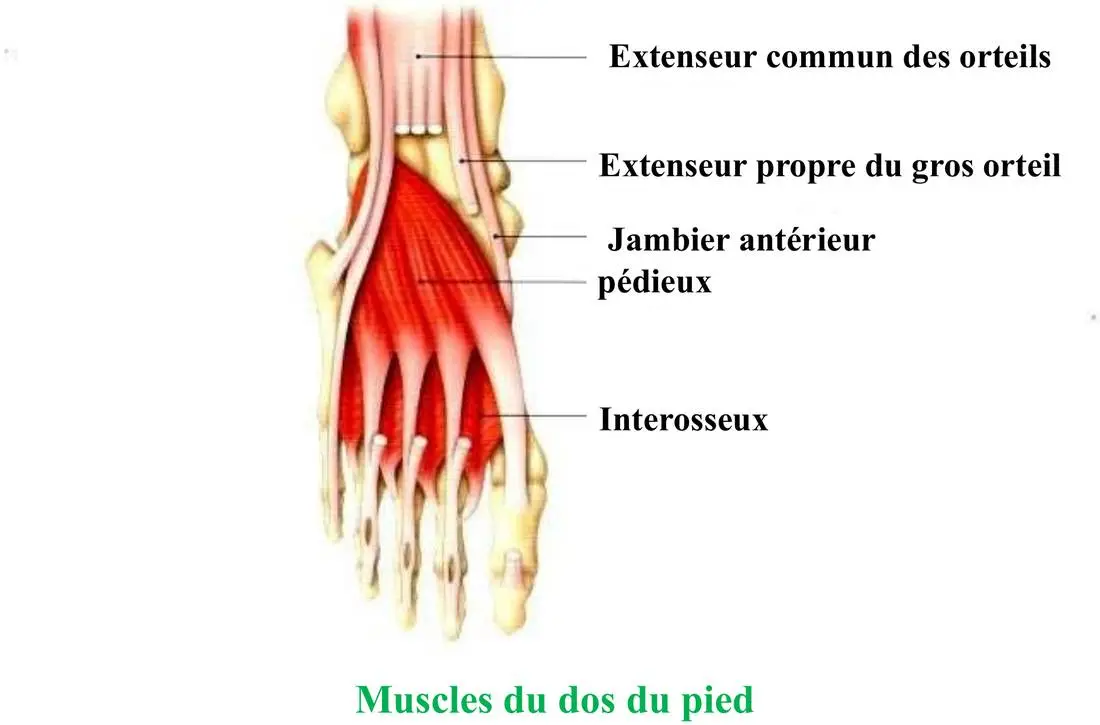 Extenseur commun des orteils
Extenseur propre du gros orteil
Jambier antérieur
pédieux
Interosseux
Muscles du dos du pied